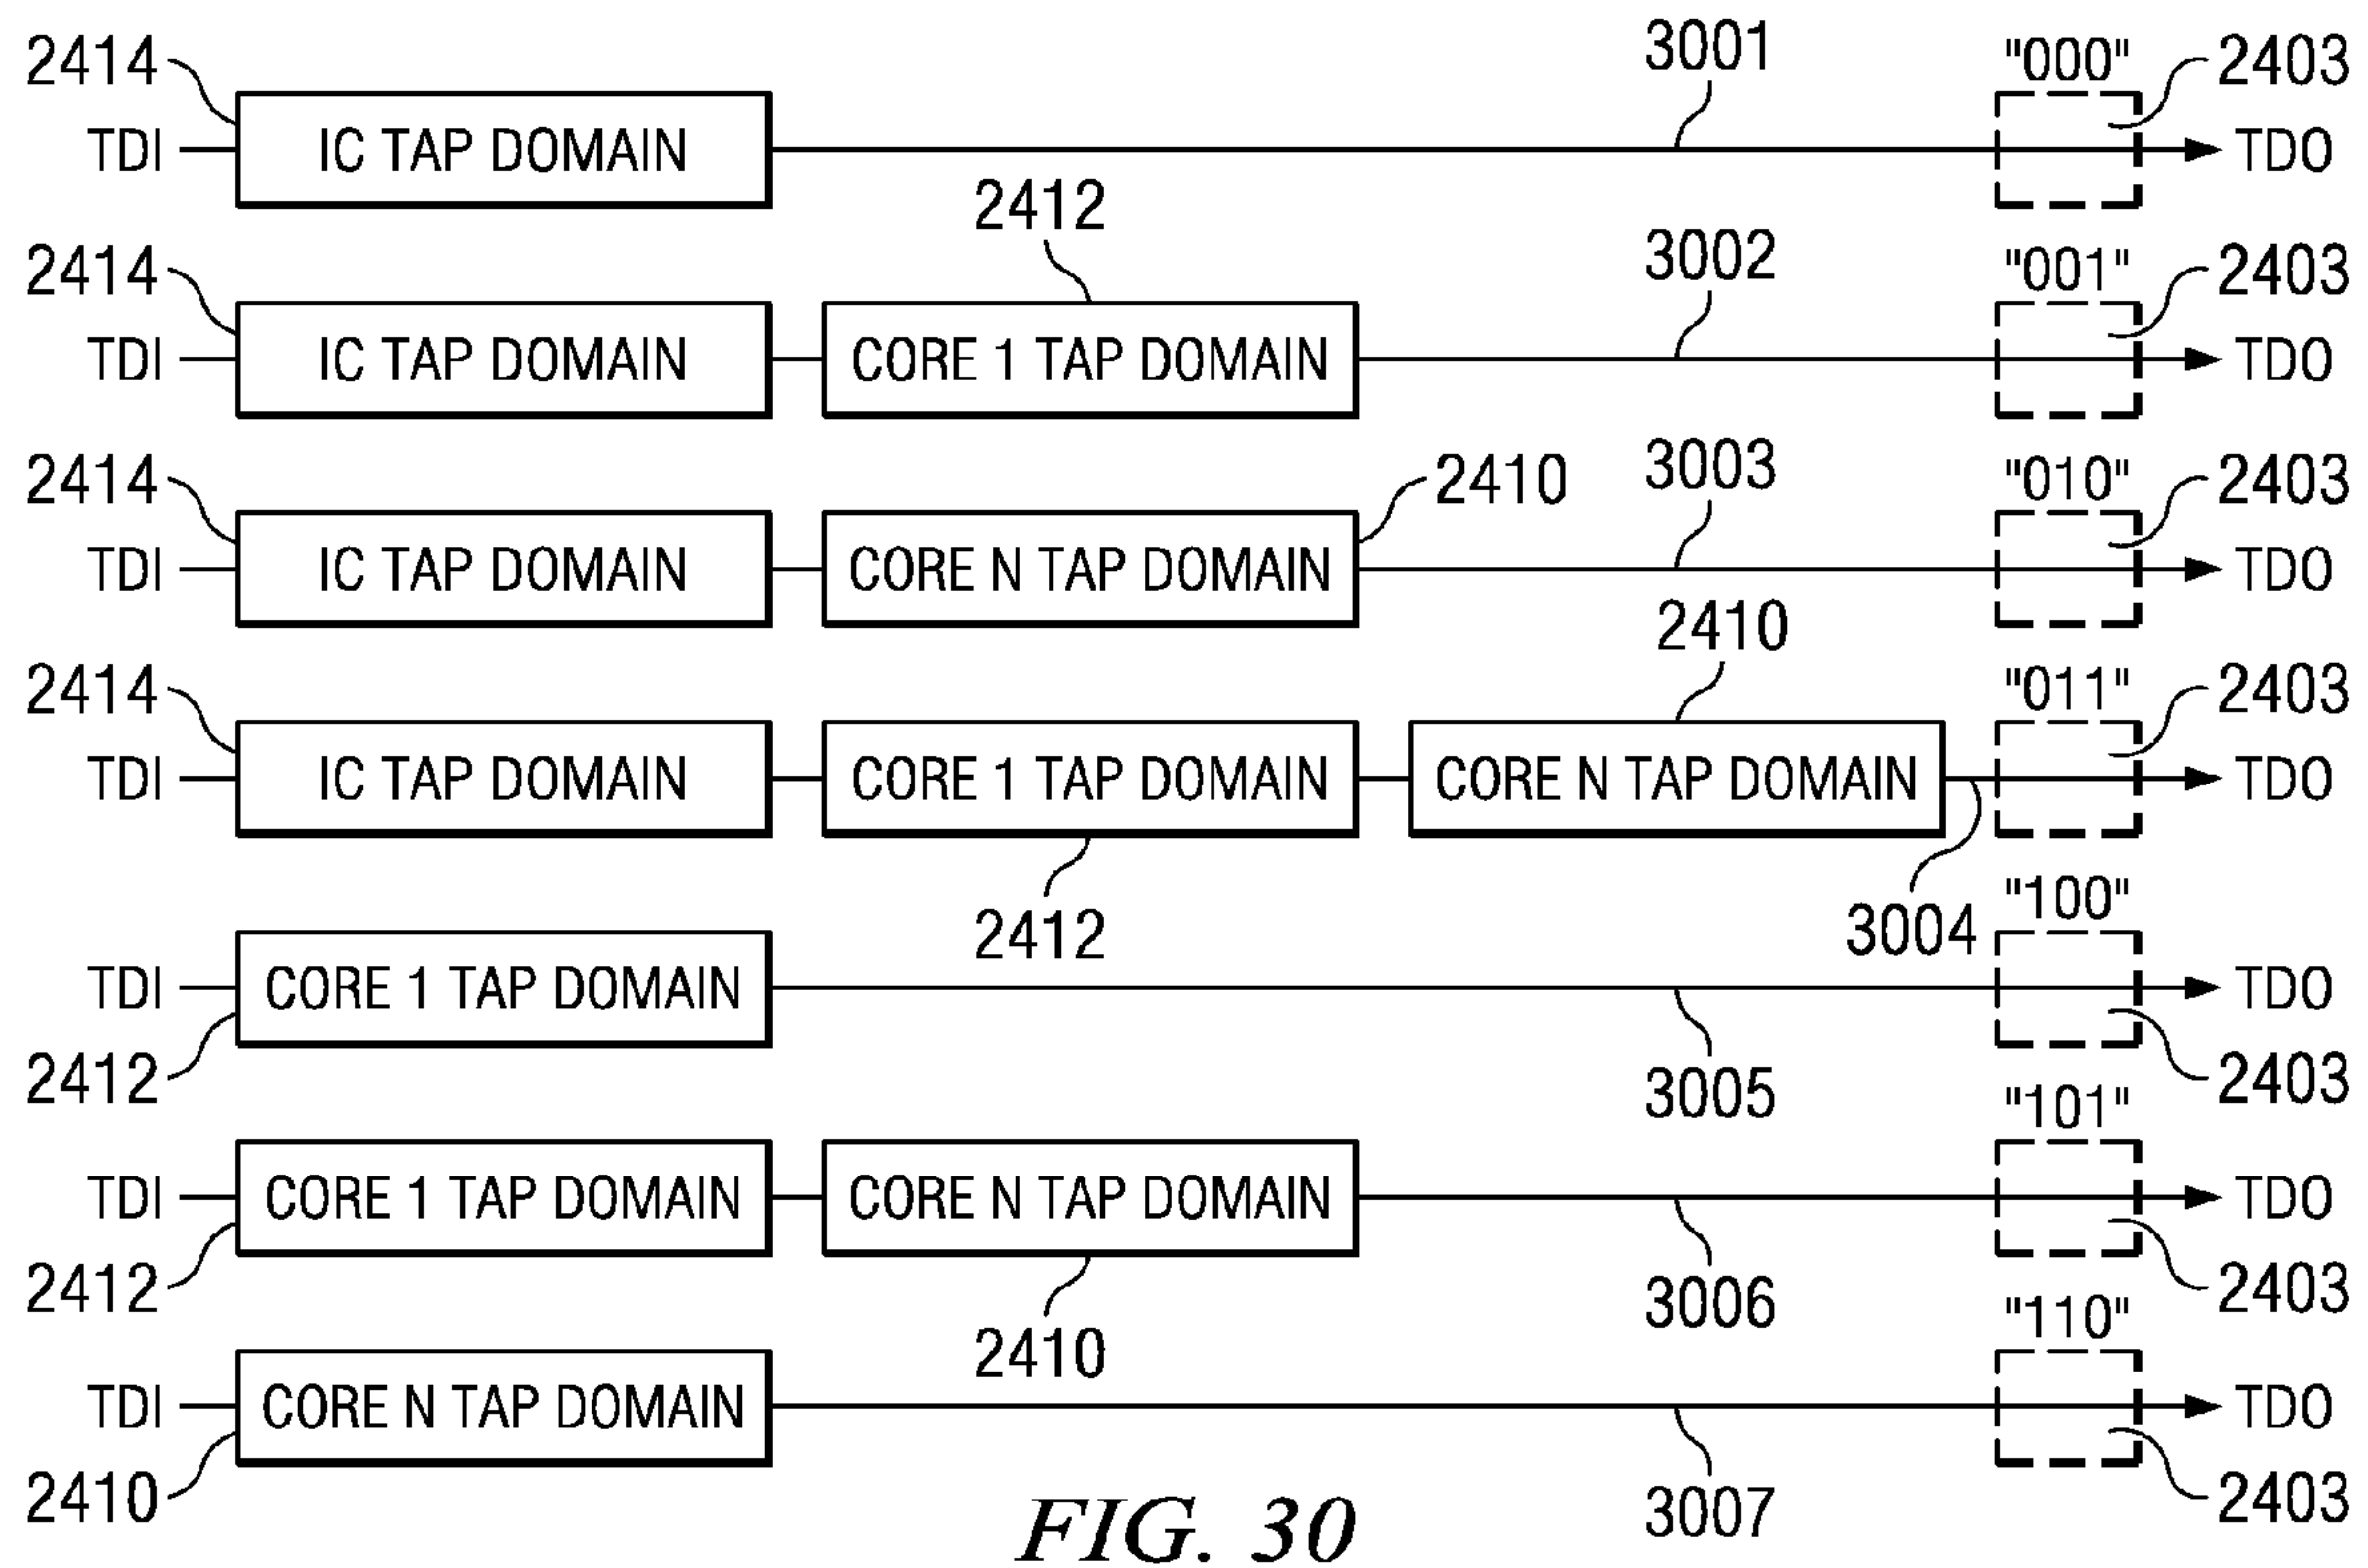 3001 "000"
2414 2403
TDI IC TAP DOMAIN TDO
2412
3002 "001"
2414 2403
TDI IC TAP DOMAIN CORE 1 TAP DOMAIN TDO
3003 "010"
2414 2410 2403
TDI IC TAP DOMAIN CORE N TAP DOMAIN TDO
2410
2414 "011" 2403
TDI IC TAP DOMAIN CORE 1 TAP DOMAIN CORE N TAP DOMAIN TDO
2412 3004 "100"
TDI CORE 1 TAP DOMAIN TDO
2412 3005 2403
"101"
TDI CORE 1 TAP DOMAIN CORE N TAP DOMAIN TDO
2412 3006 2403
2410 "110"
TDI CORE N TAP DOMAIN TDO
2410 3007 2403
FIG. 30